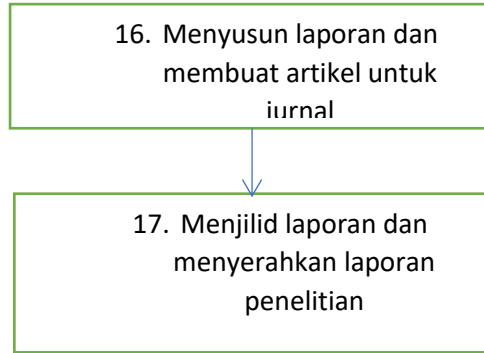 16. Menyusun laporan dan
membuat artikel untuk
jurnal
17. Menjilid laporan dan
menyerahkan laporan
penelitian